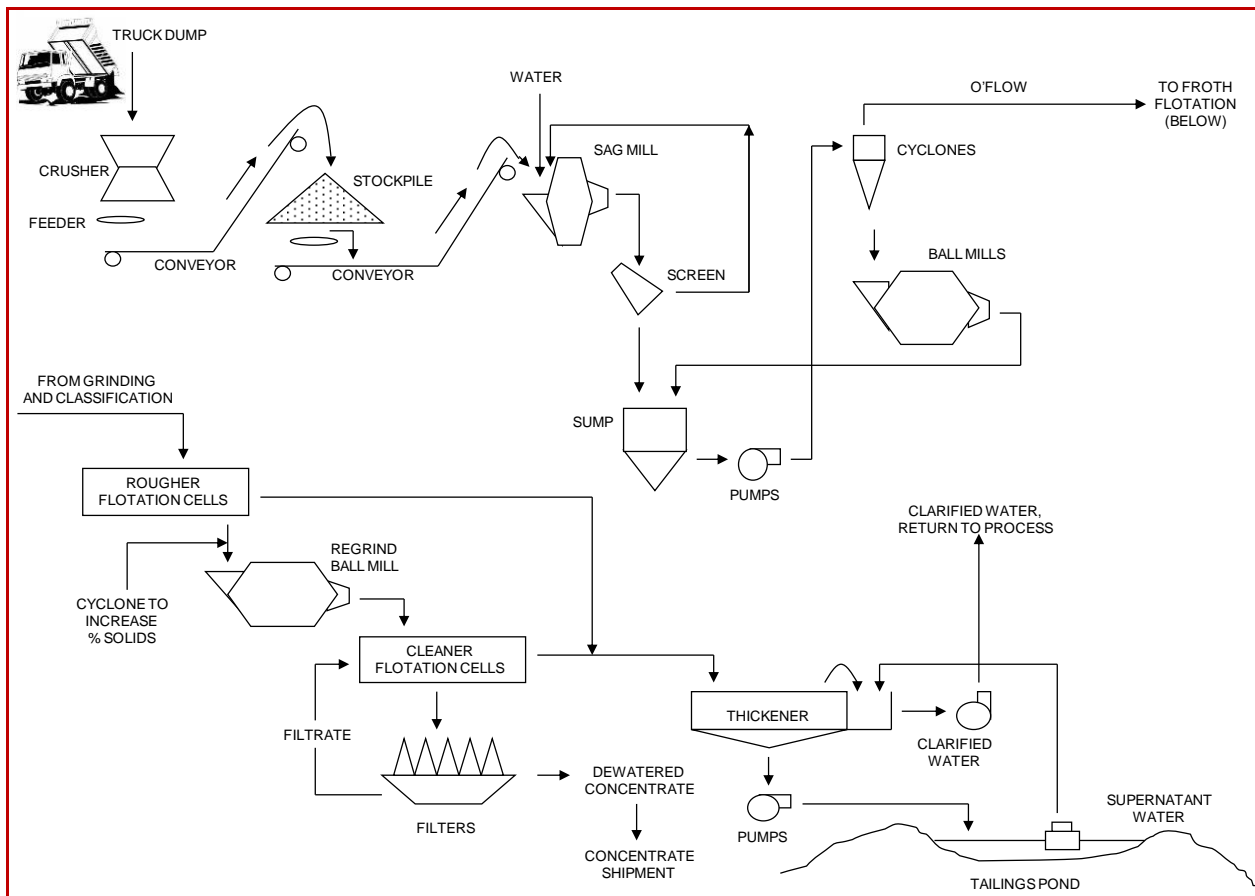 TRUCK DUMP
CRUSHER
FEEDER
CONVEYOR
STOCKPILE
CONVEYOR
WATER
SAG MILL
SCREEN
O'FLOW
TO FROTH
FLOTATION
(BELOW)
CYCLONES
BALL MILLS
SUMP
PUMPS
FROM GRINDING
AND CLASSIFICATION
ROUGHER
FLOTATION CELLS
CYCLONE TO
INCREASE
% SOLIDS
REGRIND
BALL MILL
CLEANER
FLOTATION CELLS
FILTRATE
FILTERS
DEWATERED
CONCENTRATE
CONCENTRATE
SHIPMENT
THICKENER
PUMPS
CLARIFIED WATER,
RETURN TO PROCESS
CLARIFIED
WATER
SUPERNATANT
WATER
TAILINGS POND